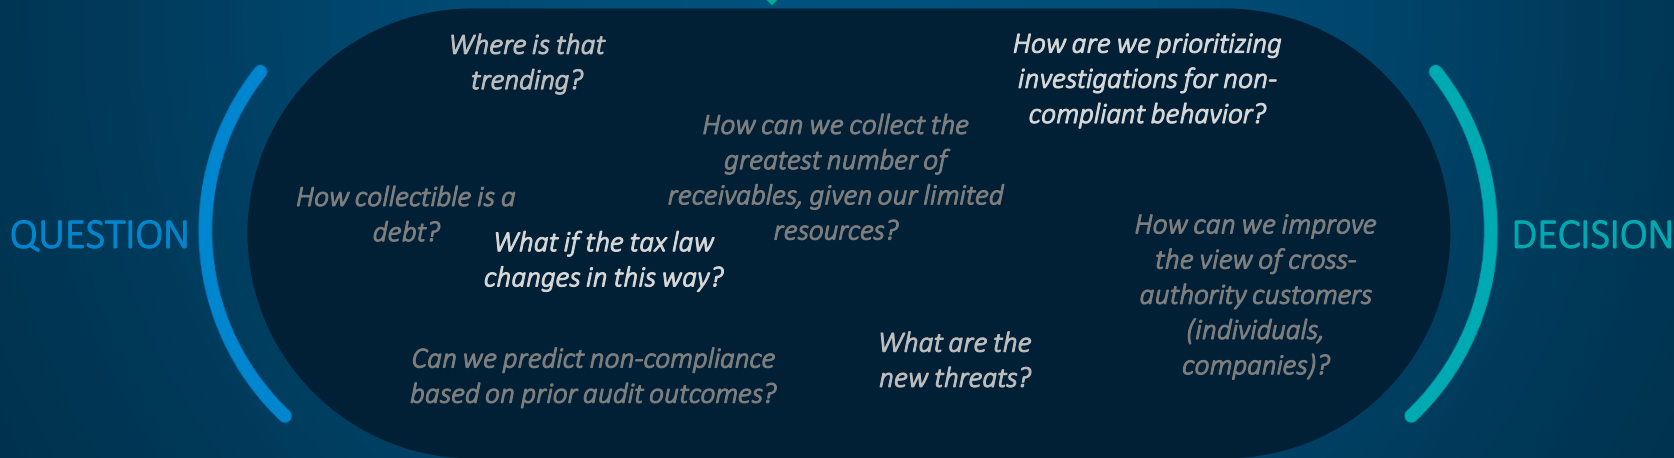 QUESTION
Where is that
trending?
How are we prioritizing
investigations for non-
compliant behavior?
How can we collect the
greatest number of
receivables, given our limited
resources?
How collectible is a
debt?
What if the tax law
changes in this way?
How can we improve
the view of cross-
authority customers
(individuals,
companies)?
What are the
new threats?
Can we predict non-compliance
based on prior audit outcomes?
DECISION